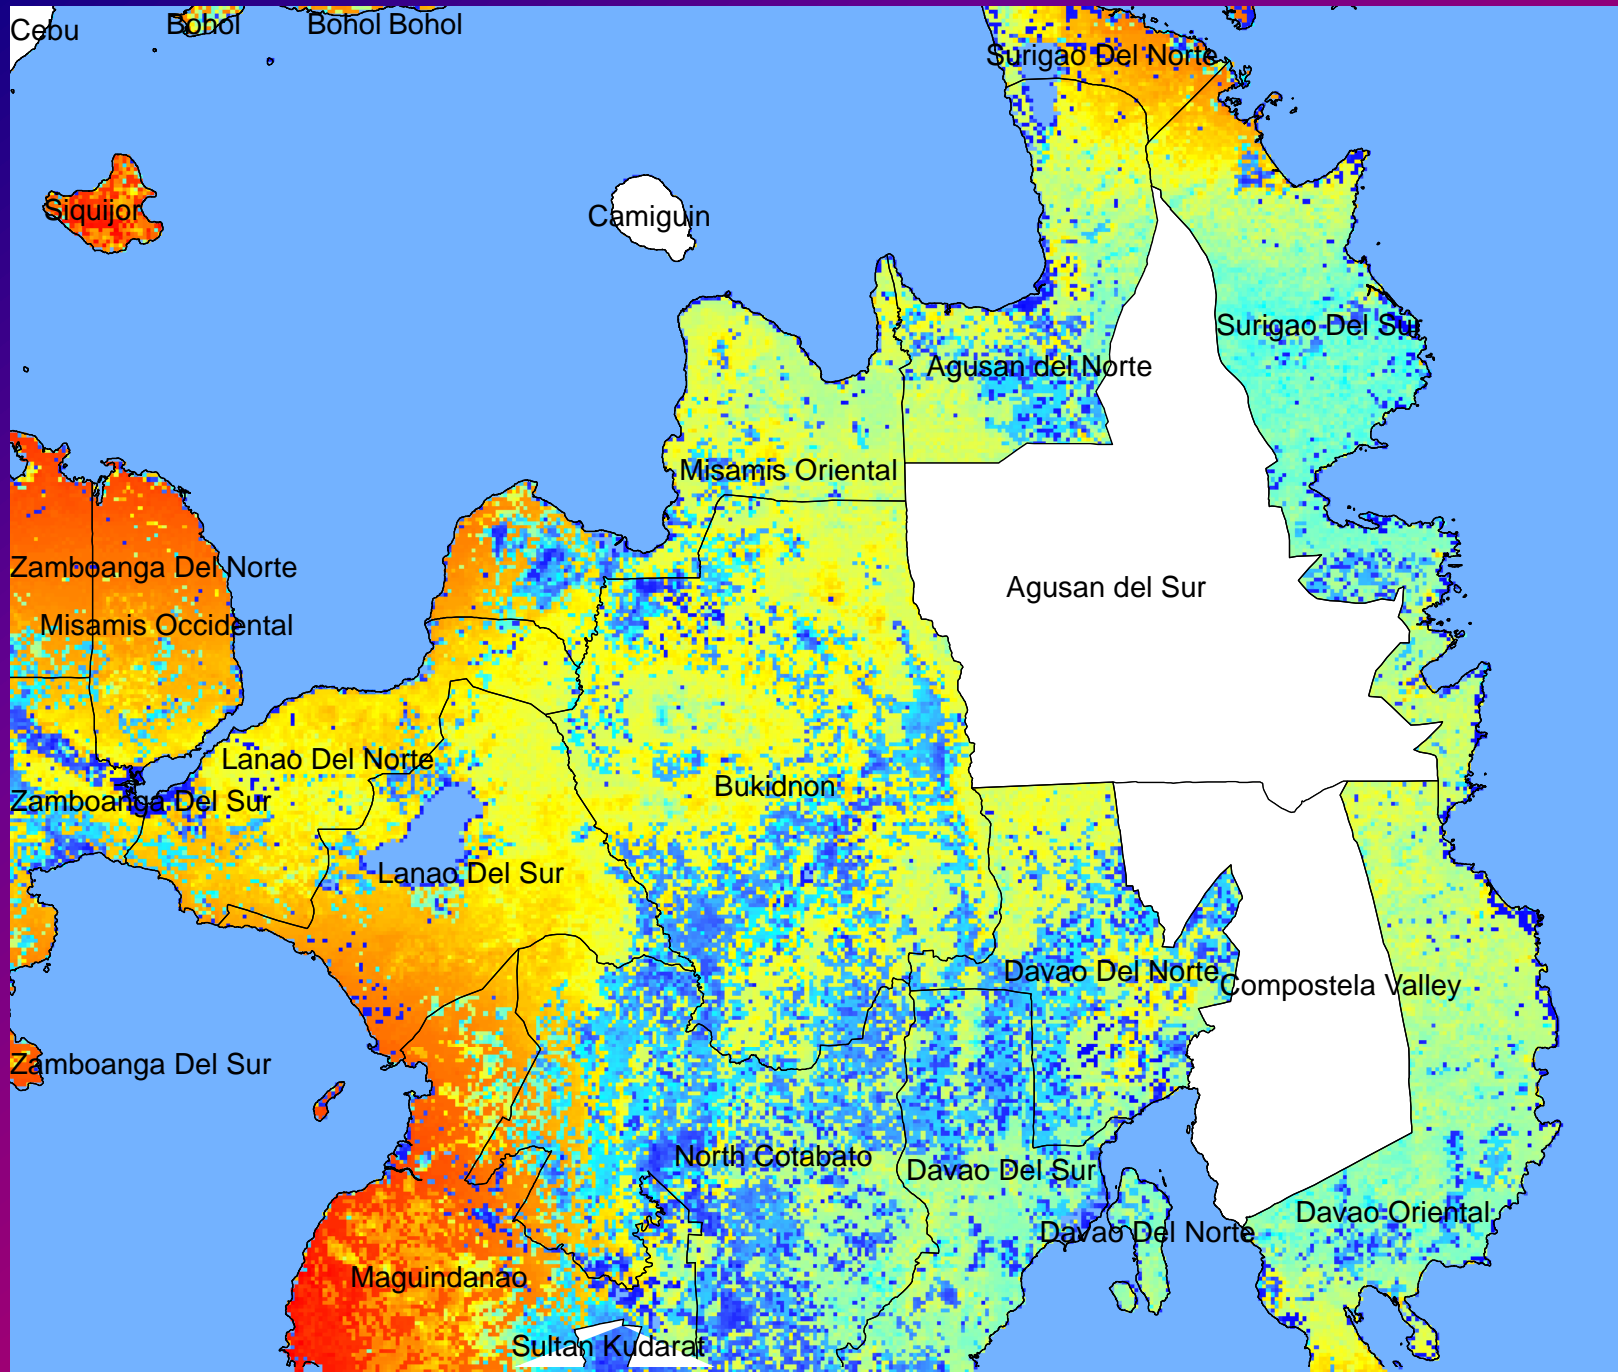 Cebu
Bohol
Bohol
Bohol
Surigao Del Norte
Siquijor
Camiguin
Surigao Del Sur
Agusan del Norte
Misamis Oriental
Zamboanga Del Norte
Agusan del Sur
Misamis Occidental
Lanao Del Norte
Bukidnon
Zamboanga Del Sur
Lanao Del Sur
Davao Del Norte
Compostela Valley
Zamboanga Del Sur
North Cotabato
Davao Del Sur
Davao Oriental
Davao Del Norte
Maguindanao
Sultan Kudarat